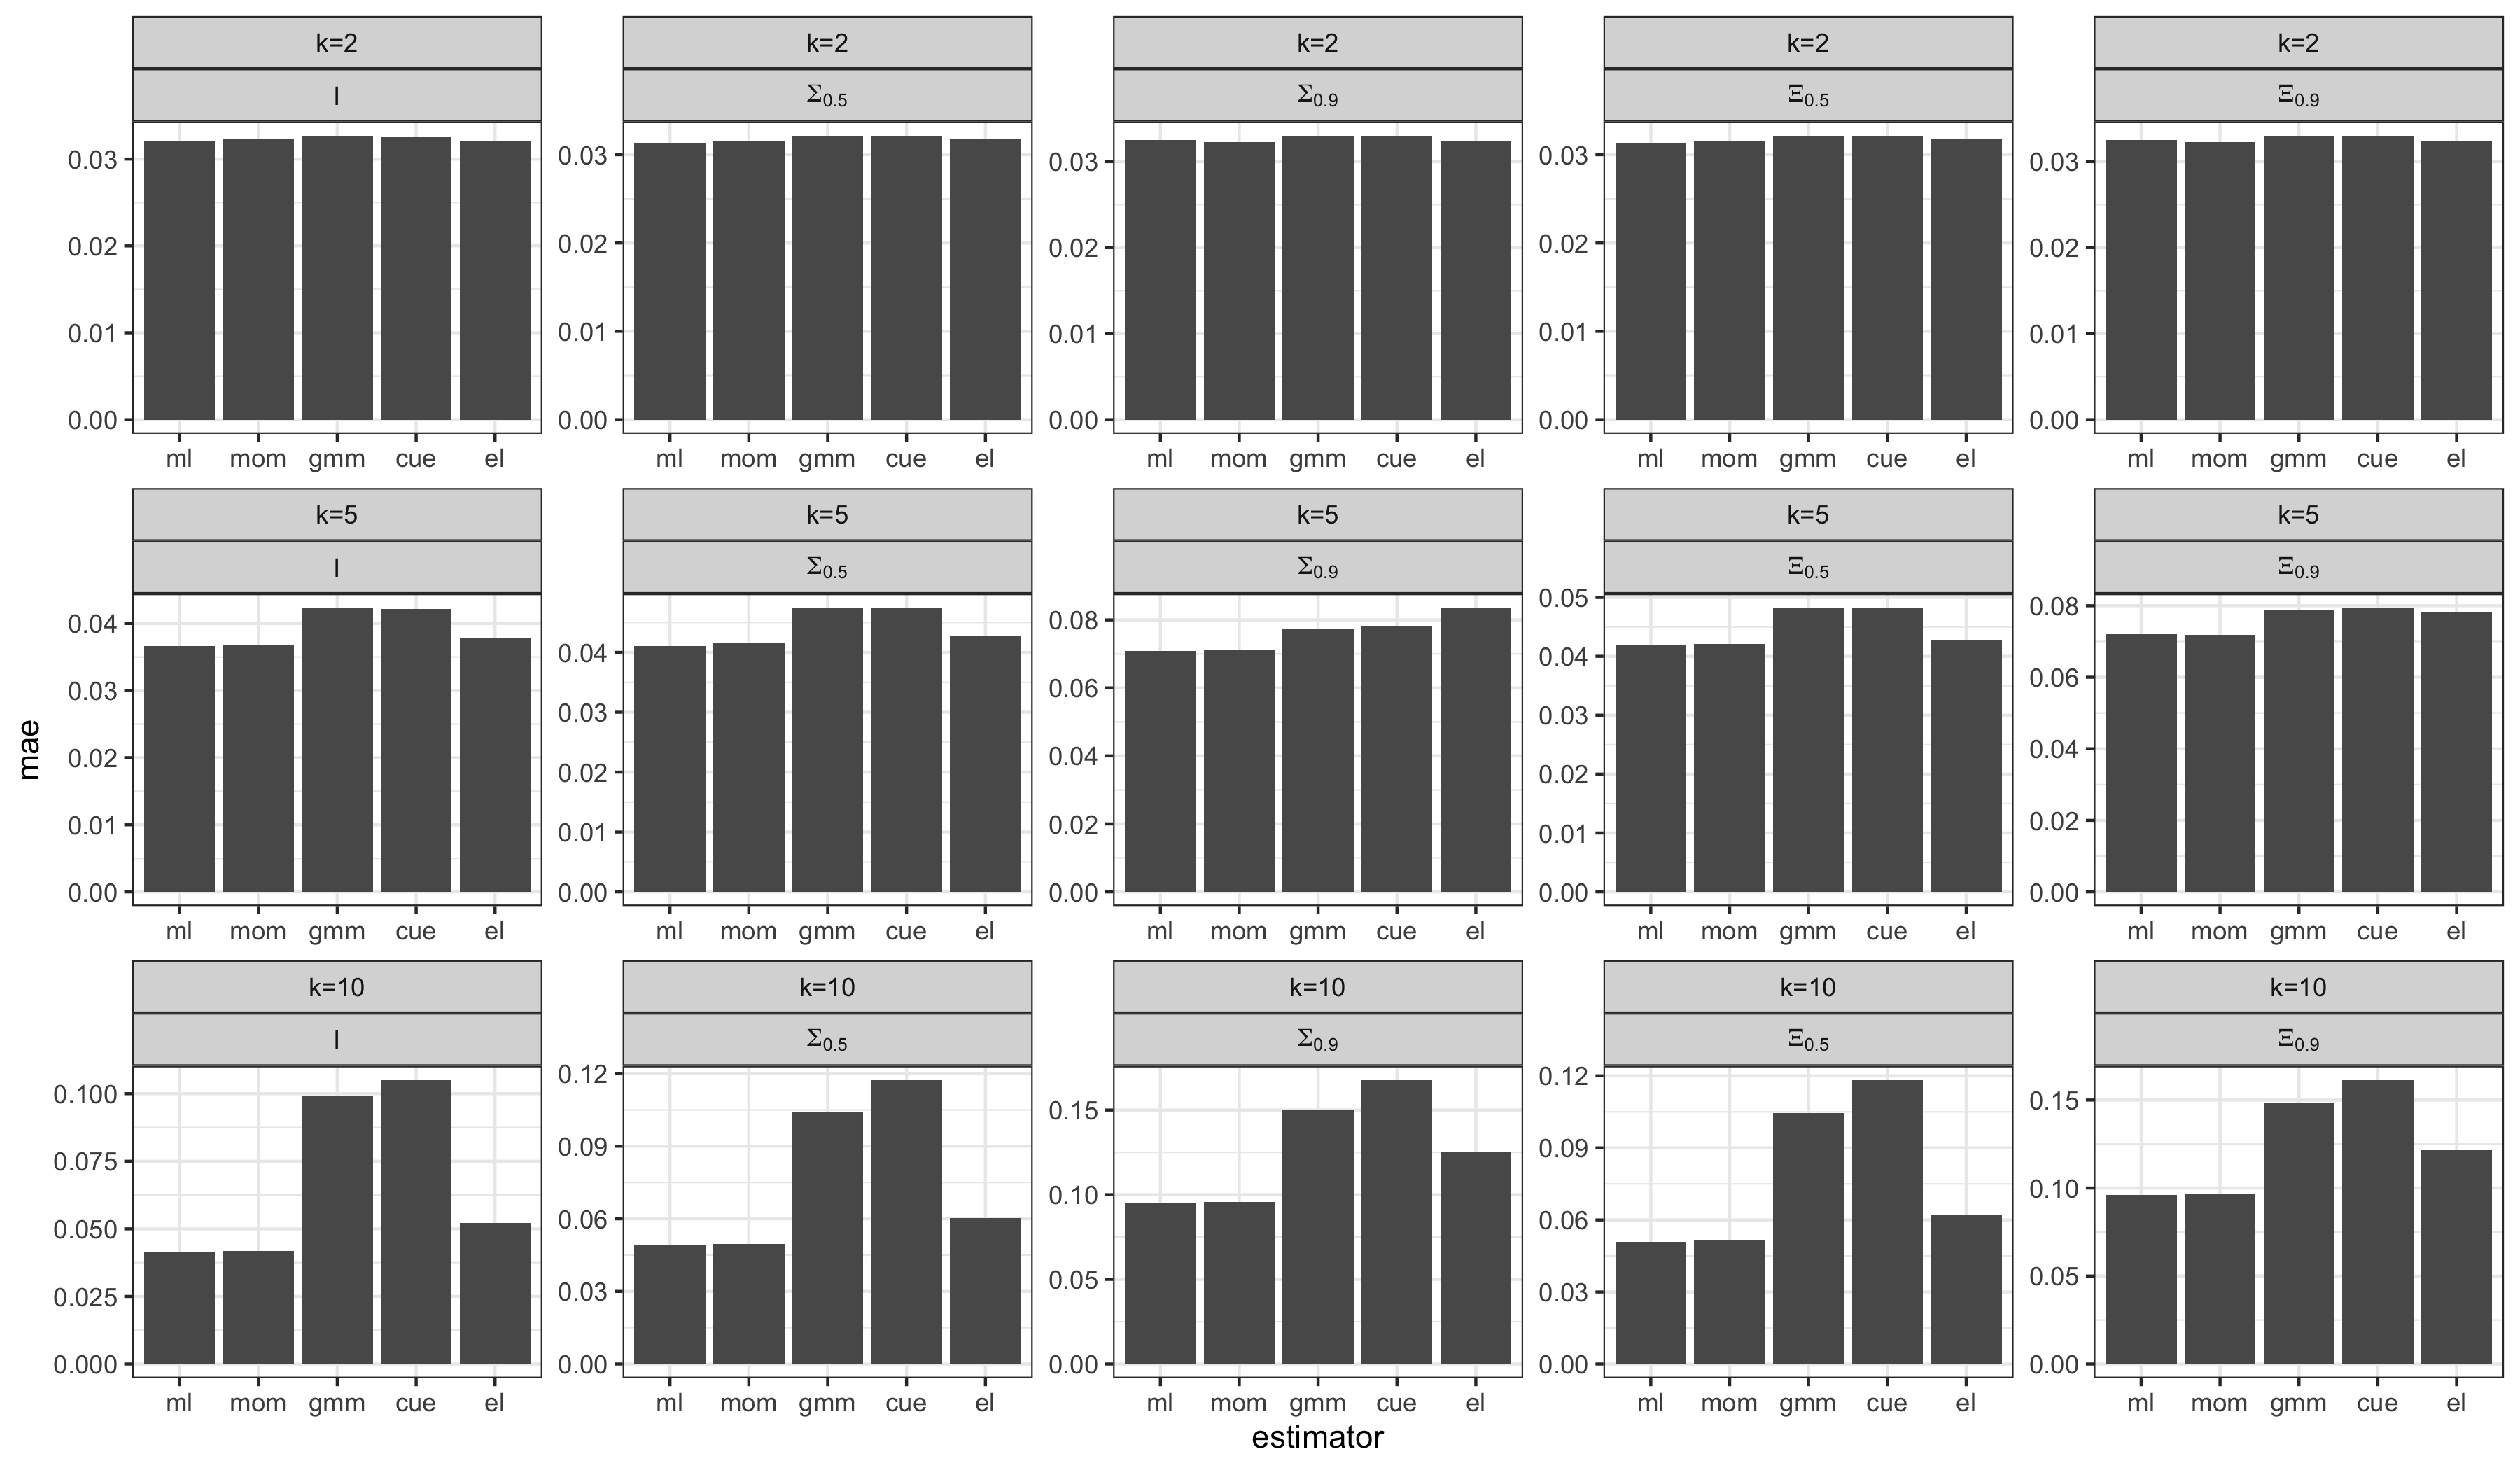 k=2 k=2 k=2 k=2 k=2
I Σ0.5 Σ0.9 Ξ0.5 Ξ0.9
0.03 0.03 0.03 0.03 0.03
0.02 0.02 0.02 0.02 0.02
0.01 0.01 0.01 0.01 0.01
0.00 0.00 0.00 0.00 0.00
ml mom gmm cue el ml mom gmm cue el ml mom gmm cue el ml mom gmm cue el ml mom gmm cue el
k=5 k=5 k=5 k=5 k=5
I Σ0.5 Σ0.9 Ξ0.5 Ξ0.9
0.05
0.04 0.04 0.08 0.04 0.08
0.03 0.03 0.06 0.03 0.06
0.02 0.02 0.04 0.02 0.04
0.01 0.01 0.02 0.01 0.02
0.00 0.00 0.00 0.00 0.00
mae
ml mom gmm cue el ml mom gmm cue el ml mom gmm cue el ml mom gmm cue el ml mom gmm cue el
k=10 k=10 k=10 k=10 k=10
I Σ0.5 Σ0.9 Ξ0.5 Ξ0.9
0.100 0.12 0.15 0.12 0.15
0.075 0.09 0.10 0.09 0.10
0.050 0.06 0.05 0.06 0.05
0.025 0.03 0.00 0.03 0.00
0.000 0.00 0.00
ml mom gmm cue el ml mom gmm cue el ml mom gmm cue el ml mom gmm cue el ml mom gmm cue el
estimator